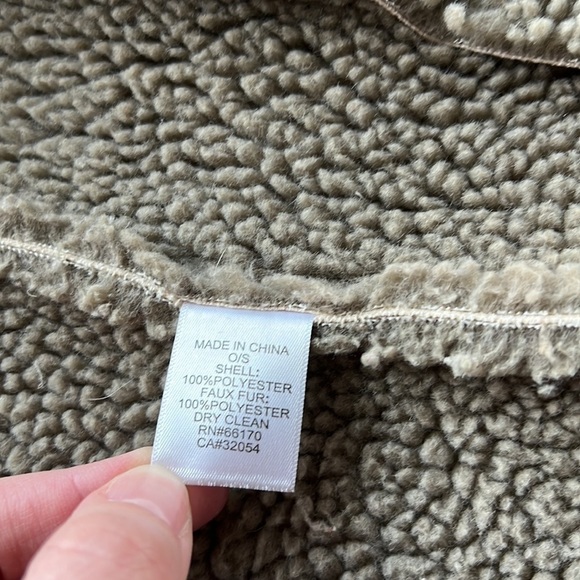 MADE IN CHINA
O/S
SHELL:
100%POLYESTER
FAUX FUR:
100%POLYESTER
DRY CLEAN
RN#66170
CA#32054